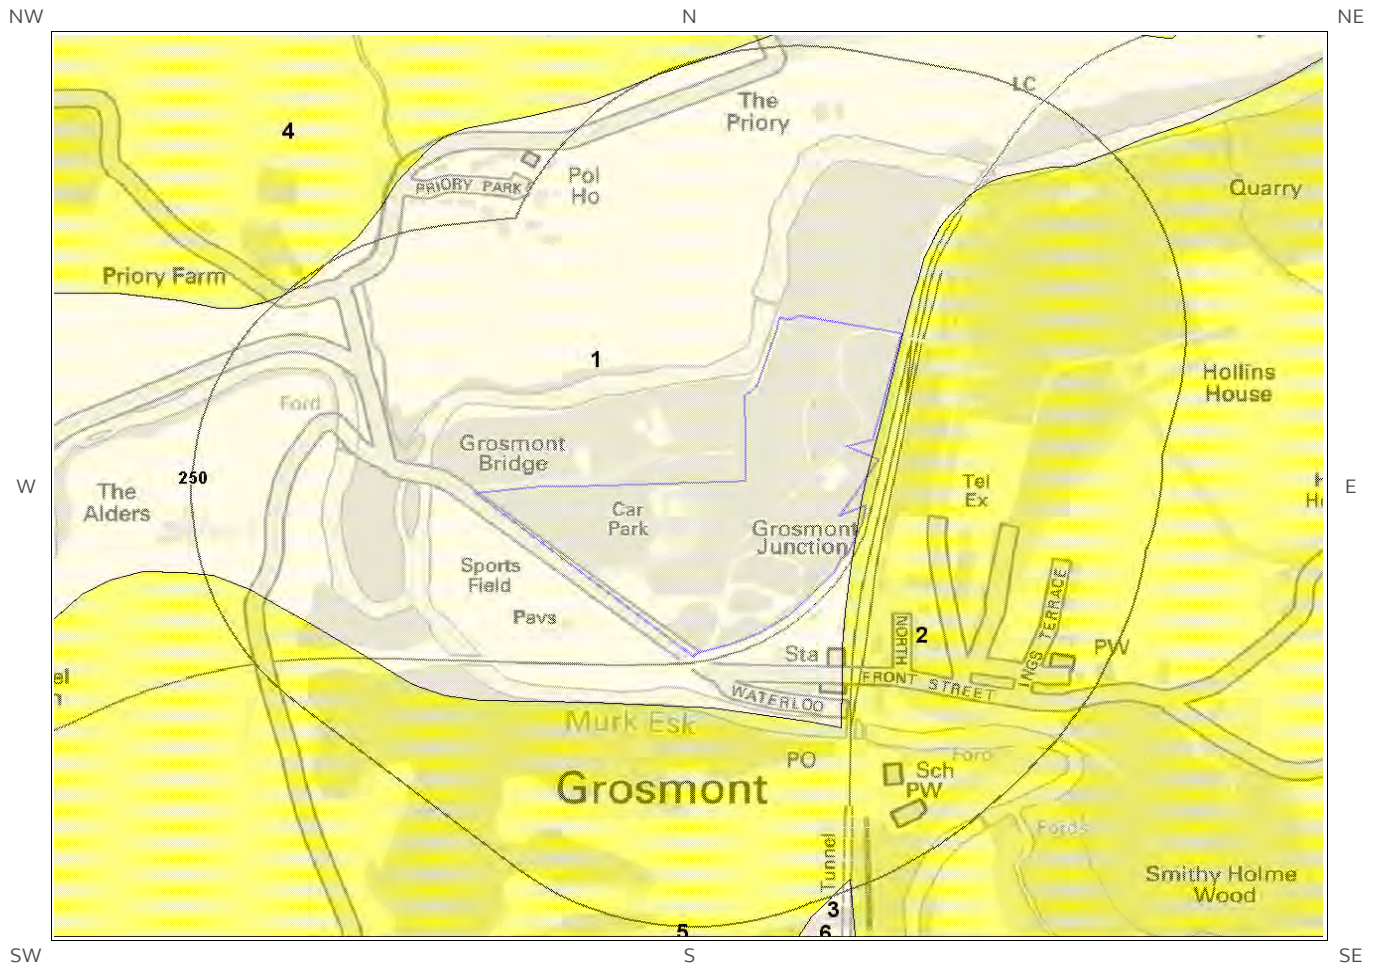 NW
N
NE
LC
The
Priory
4
Pol
Ho
PRIORY PARK
Quarry
Priory Farm
1
Hollins
House
Ford
Grosmont
Bridge
250
W
E
The
Alders
Tel
Ex
Car
Park
Grosmont
Junction
Sports
Field
Pavs
INGS TERRACE
NORTH
2
PW
Sta
FRONT STREET
WATERLOO
Murk Esk
PO
Ford
Sch
PW
Grosmont
Fords
Tunnel
Smithy Holme
Wood
3
5
6
SW
S
SE